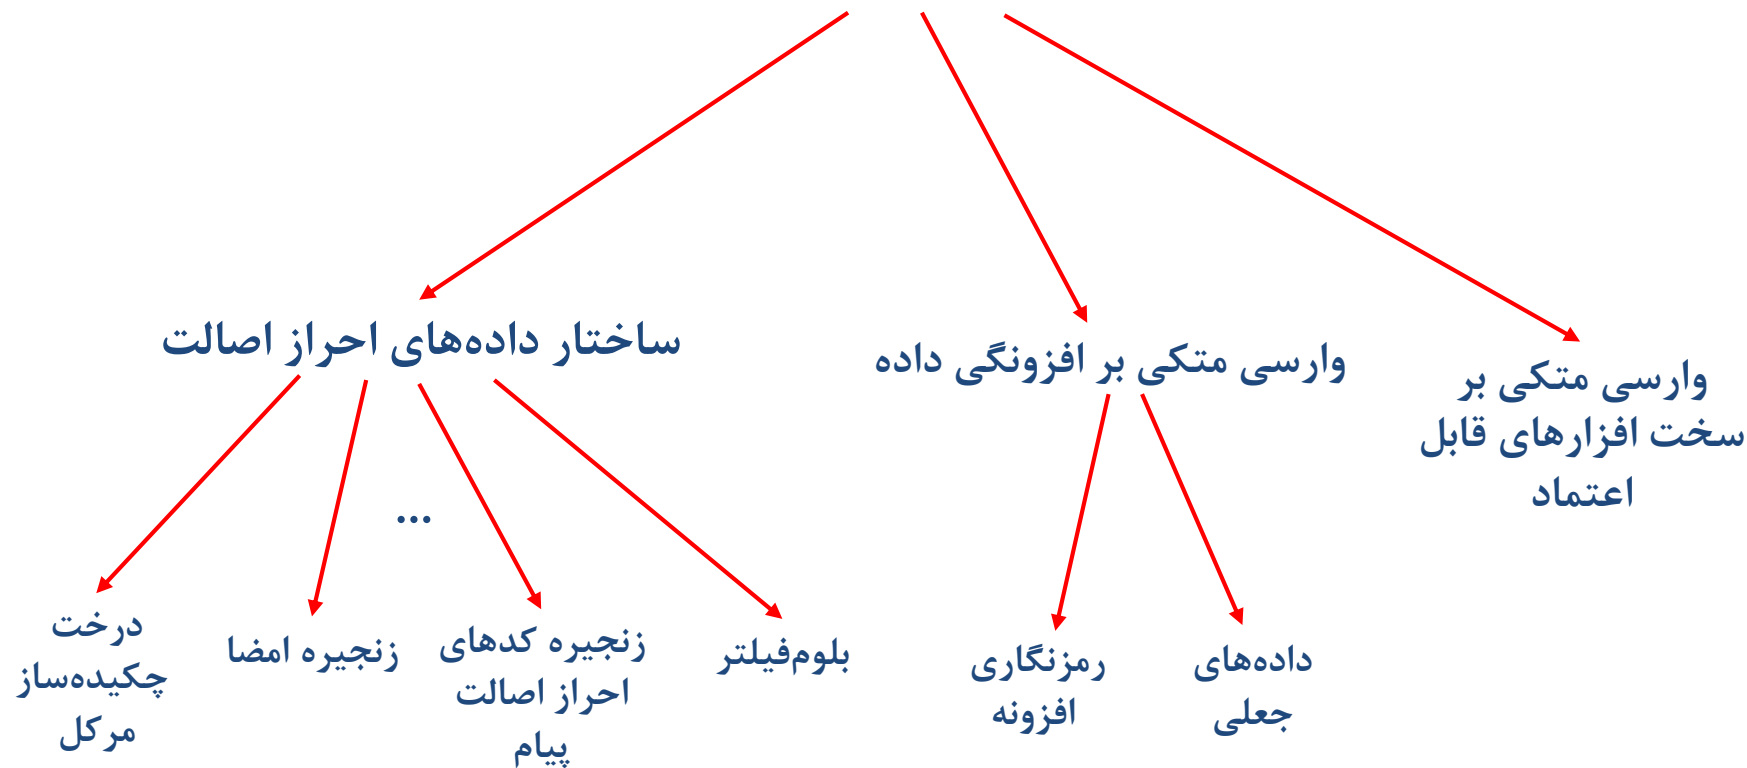 ساختار داده‌های احراز اصالت
وارسی متکی بر افزونگی داده
وارسی متکی بر
سخت افزارهای قابل
اعتماد
...
درخت
چکیده‌ساز
مرکل
زنجیره امضا
زنجیره کدهای
احراز اصالت
پیام
بلوم‌فیلتر
رمزنگاری
افزونه
داده‌های
جعلی